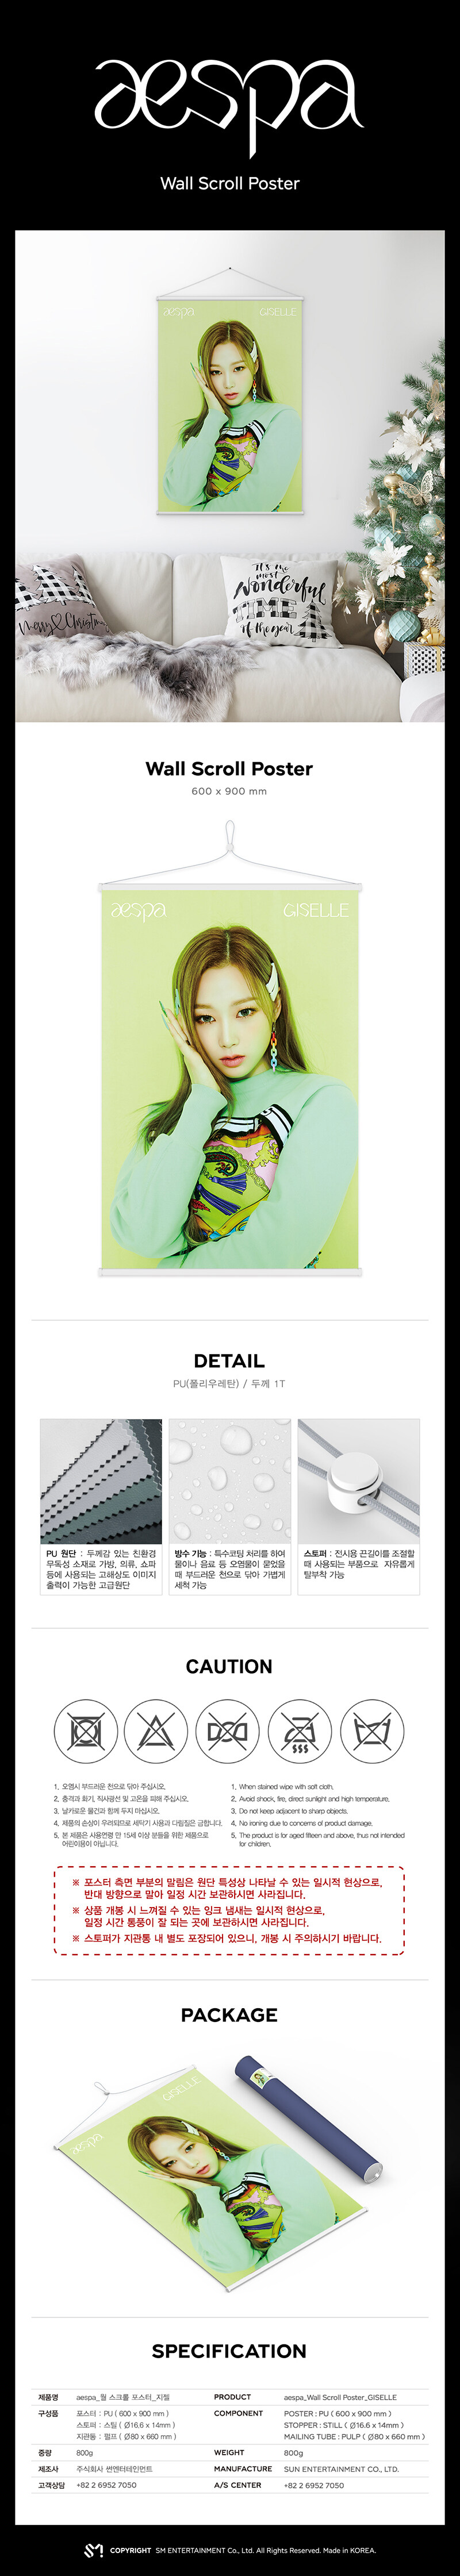 aespa
Wall Scroll Poster
aespa GISELLE
Merry Christm
It's the
most
Wonderful
time
of the year
Wall Scroll Poster
600 x 900 mm
aespa GISELLE
DETAIL
PU(폴리우레탄) / 두께 1T
PU 원단 : 두께감 있는 친환경
무독성 소재로 가방, 의류, 쇼파
등에 사용되는 고해상도 이미지
출력이 가능한 고급원단
방수 기능 : 특수코팅 처리를 하여
물이나 음료 등 오염물이 묻었을
때 부드러운 천으로 닦아 가볍게
세척 가능
스토퍼 : 전시용 끈길이를 조절할
때 사용되는 부품으로 자유롭게
탈부착 가능
CAUTION
1. 오염시 부드러운 천으로 닦아 주십시오.
2. 충격과 화기, 직사광선 및 고온을 피해 주십시오.
3. 날카로운 물건과 함께 두지 마십시오.
4. 제품의 손상이 우려되므로 세탁기 사용과 다림질은 금합니다.
5. 본 제품은 사용연령 만 15세 이상 분들을 위한 제품으로
어린이용이 아닙니다.
1. When stained wipe with soft cloth.
2. Avoid shock, fire, direct sunlight and high temperature.
3. Do not keep adjacent to sharp objects.
4. No ironing due to concerns of product damage.
5. The product is for aged fifteen and above, thus not intended
for children.
※ 포스터 측면 부분의 말림은 원단 특성상 나타날 수 있는 일시적 현상으로,
반대 방향으로 말아 일정 시간 보관하시면 사라집니다.
※ 상품 개봉 시 느껴질 수 있는 잉크 냄새는 일시적 현상으로,
일정 시간 통풍이 잘 되는 곳에 보관하시면 사라집니다.
※ 스토퍼가 지관통 내 별도 포장되어 있으니, 개봉 시 주의하시기 바랍니다.
PACKAGE
aespa GISELLE
SPECIFICATION
제품명 aespa_월 스크롤 포스터_지젤
구성품 포스터 : PU ( 600 x 900 mm )
스토퍼 : 스틸 ( Ø16.6 x 14mm )
지관통 : 펄프 ( Ø80 x 660 mm )
중량 800g
제조사 주식회사 썬엔터테인먼트
고객상담 +82 2 6952 7050
PRODUCT aespa_Wall Scroll Poster_GISELLE
COMPONENT POSTER : PU ( 600 x 900 mm )
STOPPER : STILL ( Ø16.6 x 14mm )
MAILING TUBE : PULP ( Ø80 x 660 mm )
WEIGHT 800g
MANUFACTURE SUN ENTERTAINMENT CO., LTD.
A/S CENTER +82 2 6952 7050
SM COPYRIGHT SM ENTERTAINMENT Co., Ltd. All Rights Reserved. Made in KOREA.